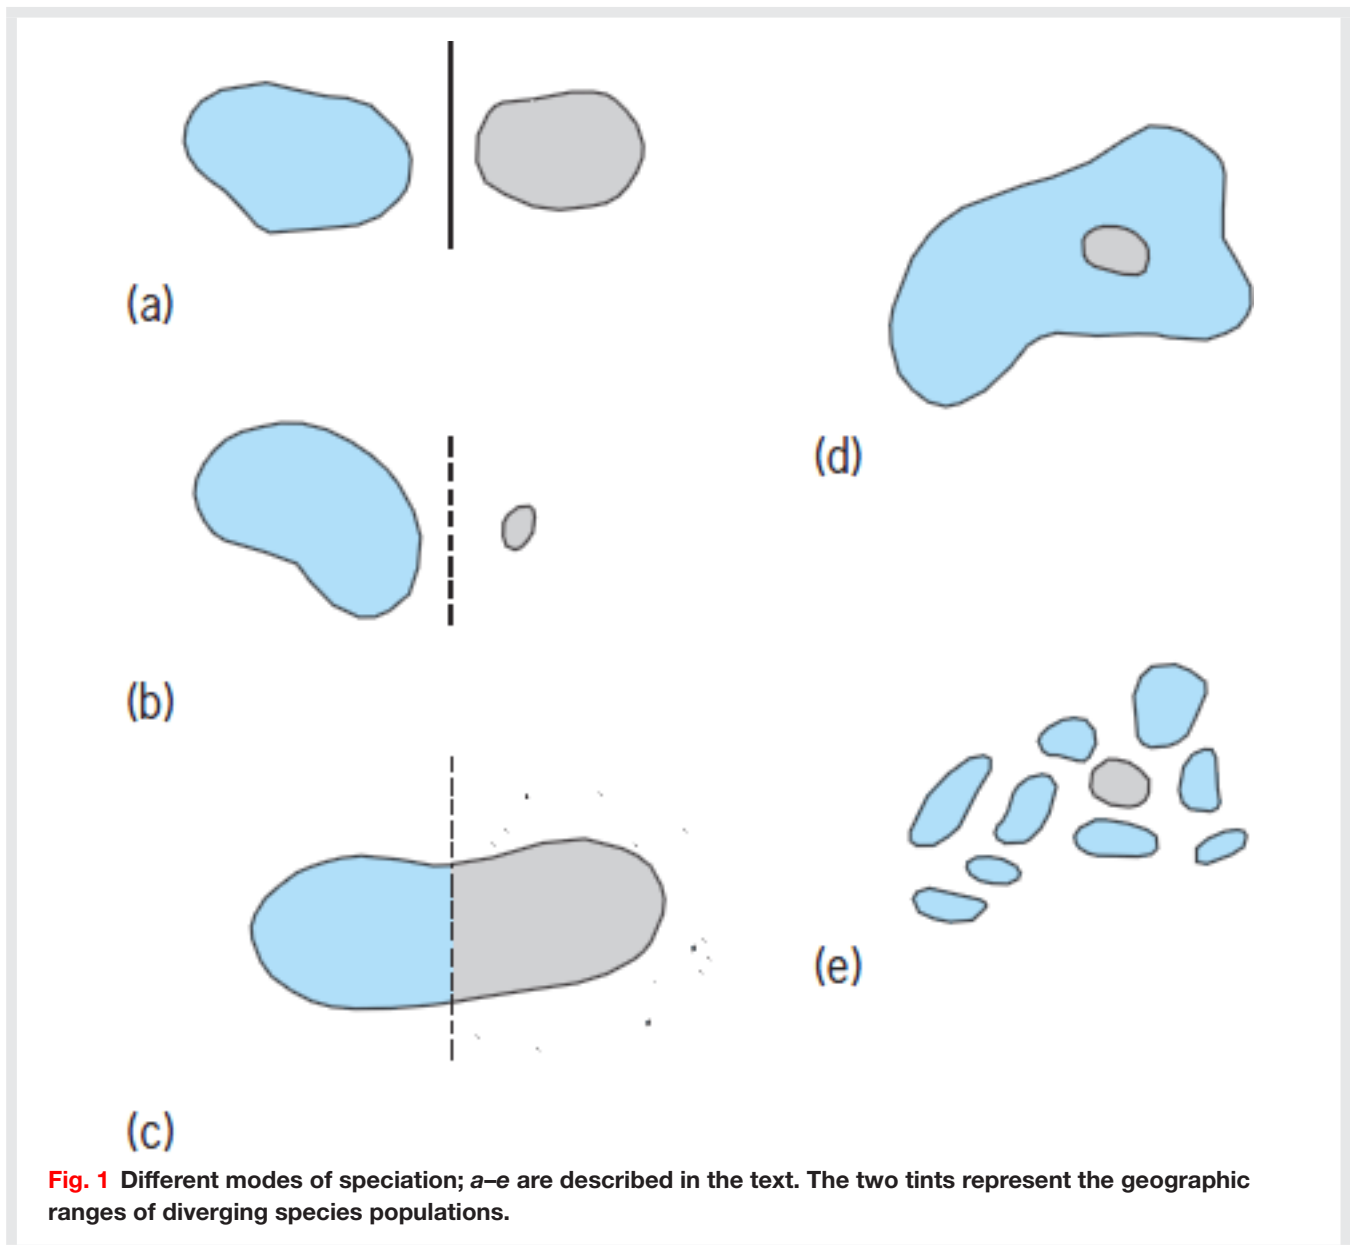 (a)
(b)
(c)
(d)
(e)
Fig. 1 Different modes of speciation; a–e are described in the text. The two tints represent the geographic
ranges of diverging species populations.